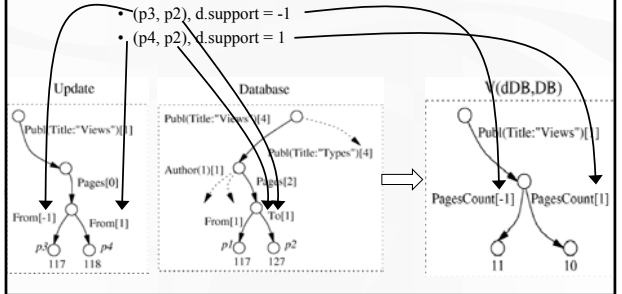 • (p3, p2), d.support = -1
• (p4, p2), d.support = 1
Update
Database
V(dDB,DB)
Publ(Title:"Views")[1]
Pages[0]
From[-1]
From[1]
p3
p4
117
118
Publ(Title:"Views")[4]
Publ(Title:"Types")[4]
Author(1)[1]
Pages[2]
From[1]
To[1]
p1
p2
117
127
Publ(Title:"Views")[1]
PagesCount[-1]
PagesCount[1]
11
10